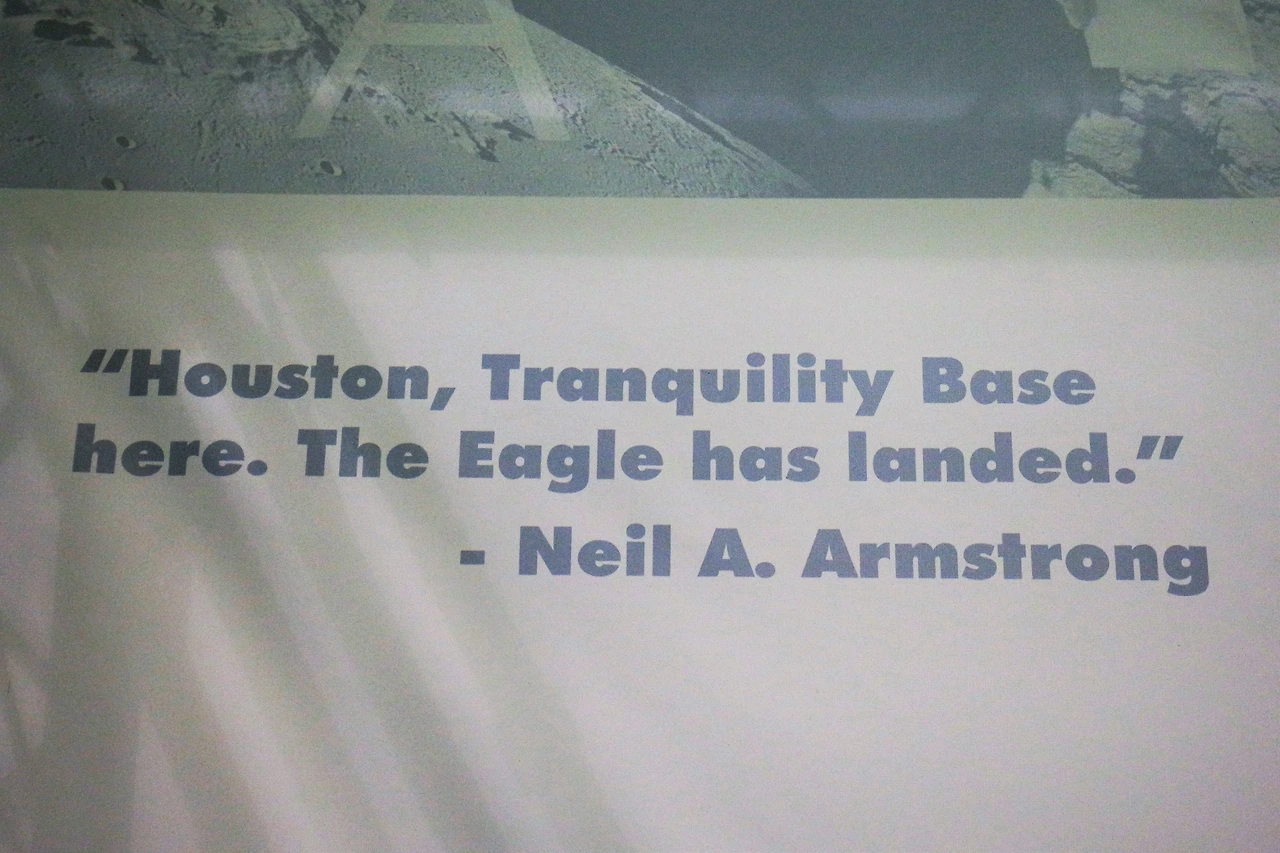 A
“Houston, Tranquility Base
here. The Eagle has landed.”
- Neil A. Armstrong